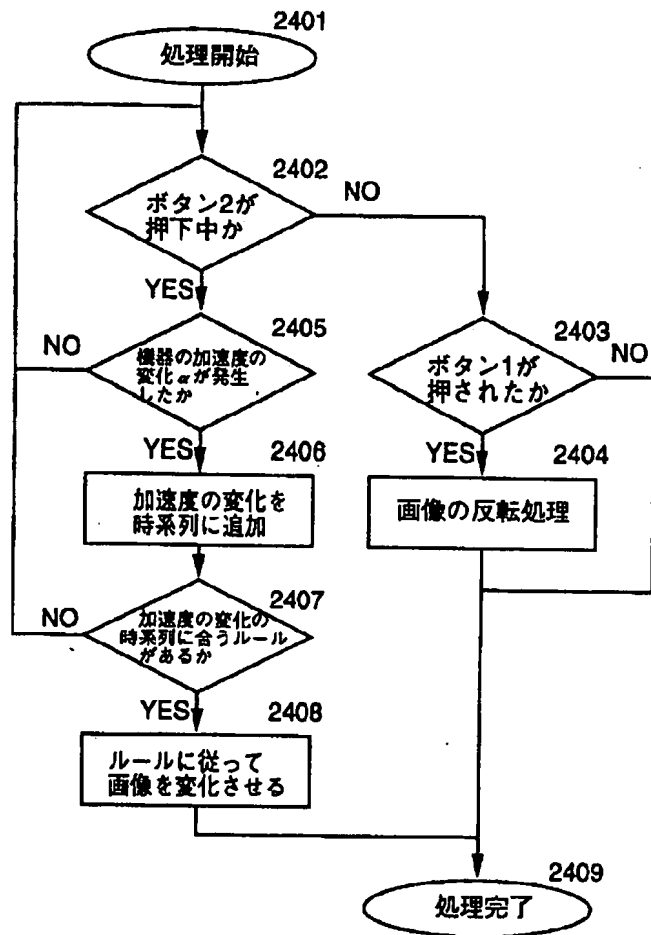 2401
処理開始
2402
ボタン2が
押下中か
NO
YES
2405
機器の加速度の
変化αが発生
したか
NO
YES
2403
ボタン1が
押されたか
NO
YES
2406
加速度の変化を
時系列に追加
2404
画像の反転処理
2407
加速度の変化の
時系列に合うルール
があるか
NO
YES
2408
ルールに従って
画像を変化させる
2409
処理完了